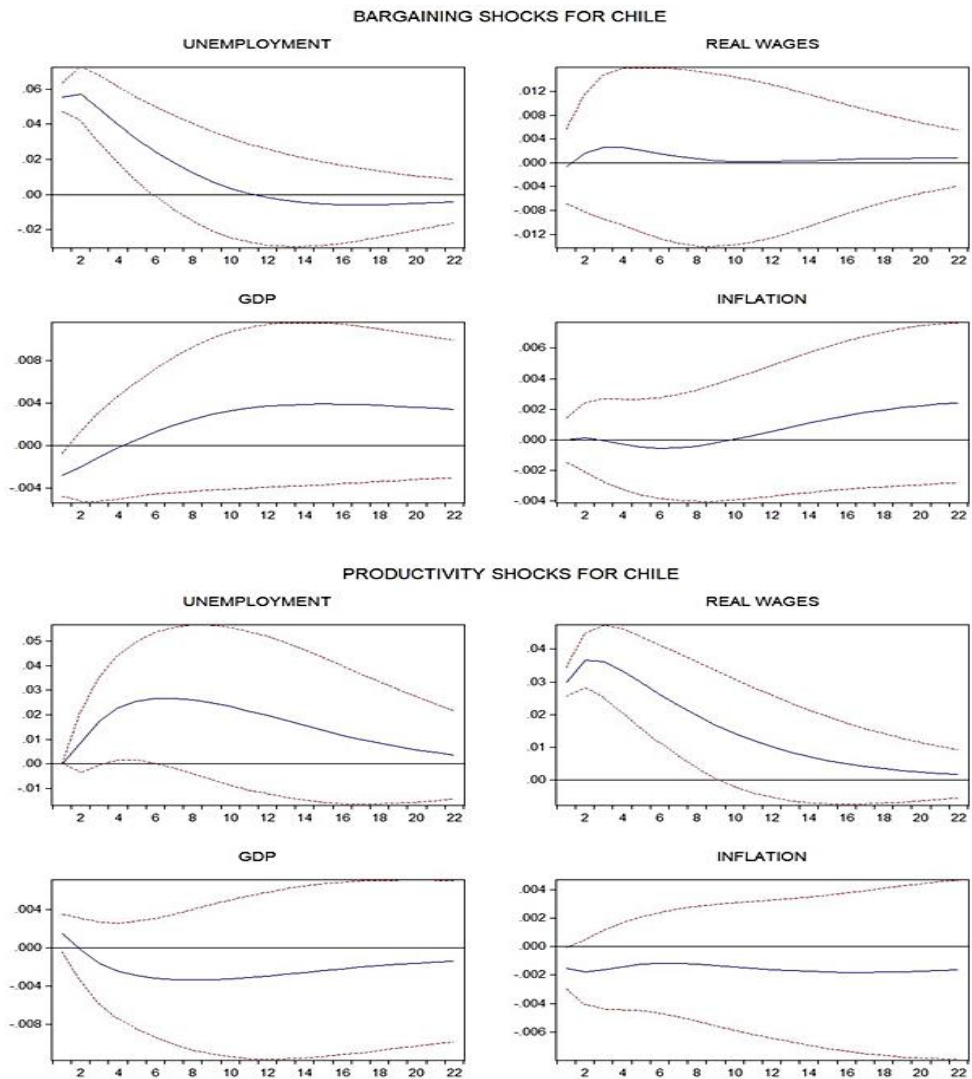 BARGAINING SHOCKS FOR CHILE
UNEMPLOYMENT
.06
.04
.02
.00
-.02
2 4 6 8 10 12 14 16 18 20 22
REAL WAGES
.012
.008
.004
.000
-.004
-.008
-.012
2 4 6 8 10 12 14 16 18 20 22
GDP
.008
.004
.000
-.004
2 4 6 8 10 12 14 16 18 20 22
INFLATION
.006
.004
.002
.000
-.002
-.004
2 4 6 8 10 12 14 16 18 20 22
PRODUCTIVITY SHOCKS FOR CHILE
UNEMPLOYMENT
.05
.04
.03
.02
.01
.00
-.01
2 4 6 8 10 12 14 16 18 20 22
REAL WAGES
.04
.03
.02
.01
.00
2 4 6 8 10 12 14 16 18 20 22
GDP
.004
.000
-.004
-.008
2 4 6 8 10 12 14 16 18 20 22
INFLATION
.004
.002
.000
-.002
-.004
-.006
2 4 6 8 10 12 14 16 18 20 22